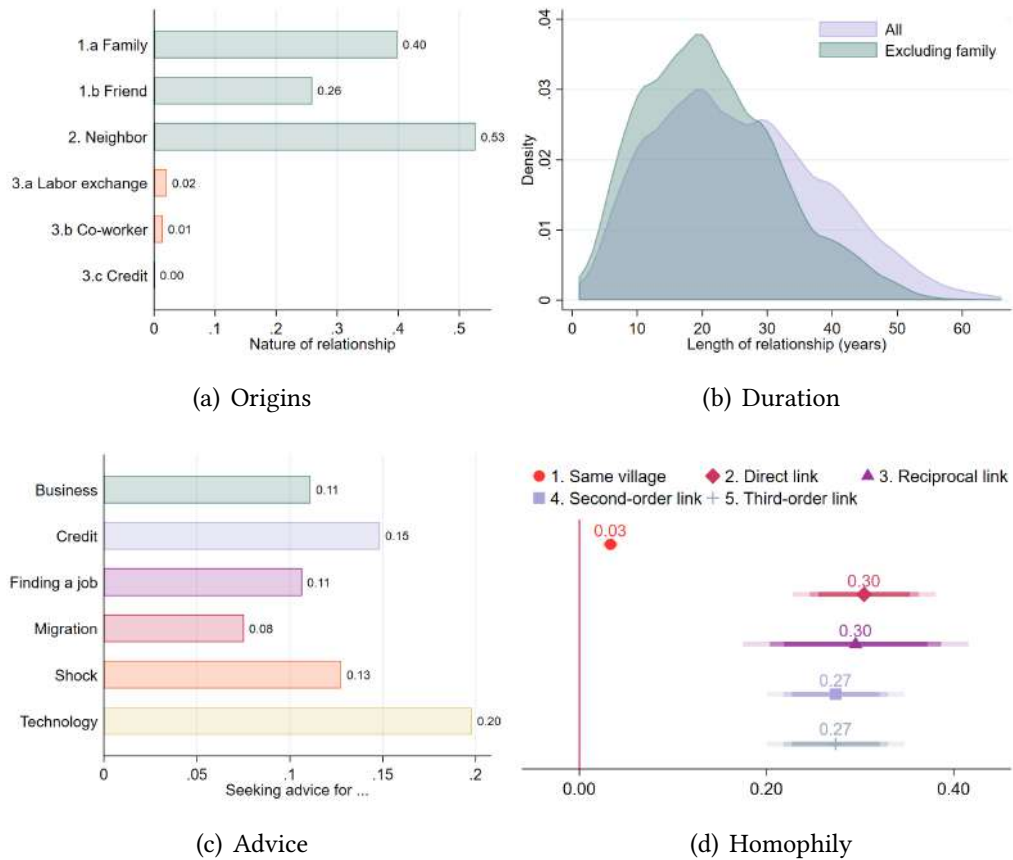 1.a Family
0.40
1.b Friend
0.26
2. Neighbor
0.53
3.a Labor exchange
0.02
3.b Co-worker
0.01
3.c Credit
0.00
0 .1 .2 .3 .4 .5
Nature of relationship
(a) Origins
All
Excluding family
.04
.03
.02
.01
0
Density
0 10 20 30 40 50 60
Length of relationship (years)
(b) Duration
Business
0.11
Credit
0.15
Finding a job
0.11
Migration
0.08
Shock
0.13
Technology
0.20
0 .05 .1 .15 .2
Seeking advice for ...
(c) Advice
1. Same village 2. Direct link 3. Reciprocal link
4. Second-order link 5. Third-order link
0.03
0.30
0.30
0.27
0.27
0.00 0.20 0.40
(d) Homophily